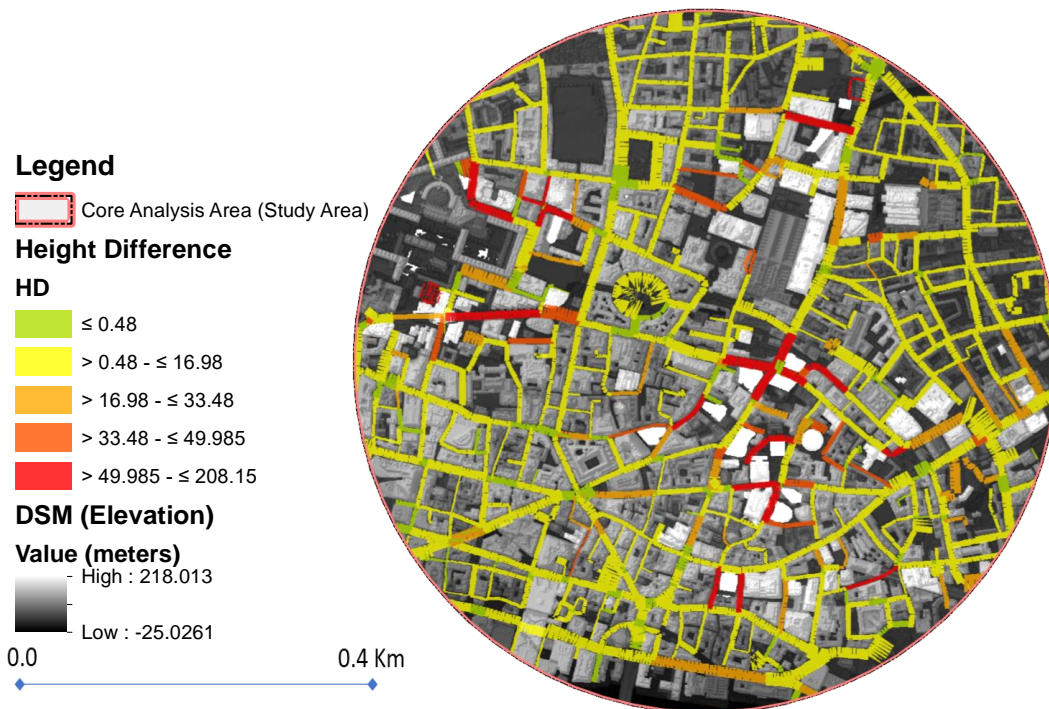 Legend
Core Analysis Area (Study Area)
Height Difference
HD
≤ 0.48
> 0.48 - ≤ 16.98
> 16.98 - ≤ 33.48
> 33.48 - ≤ 49.985
> 49.985 - ≤ 208.15
DSM (Elevation)
Value (meters)
High : 218.013
Low : -25.0261
0.0 0.4 Km